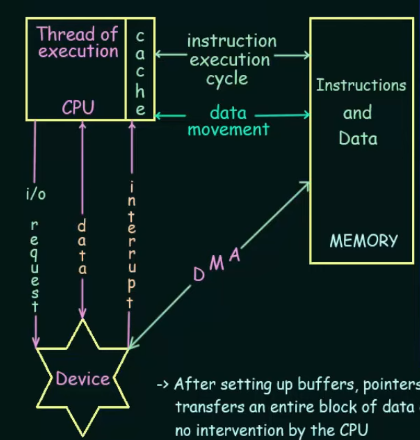 Thread of
execution
cache
CPU
instruction
execution
cycle
data
movement
Instructions
and
Data
MEMORY
i/o request
data
interrupt
DMA
Device
-> After setting up buffers, pointers
transfers an entire block of data
no intervention by the CPU